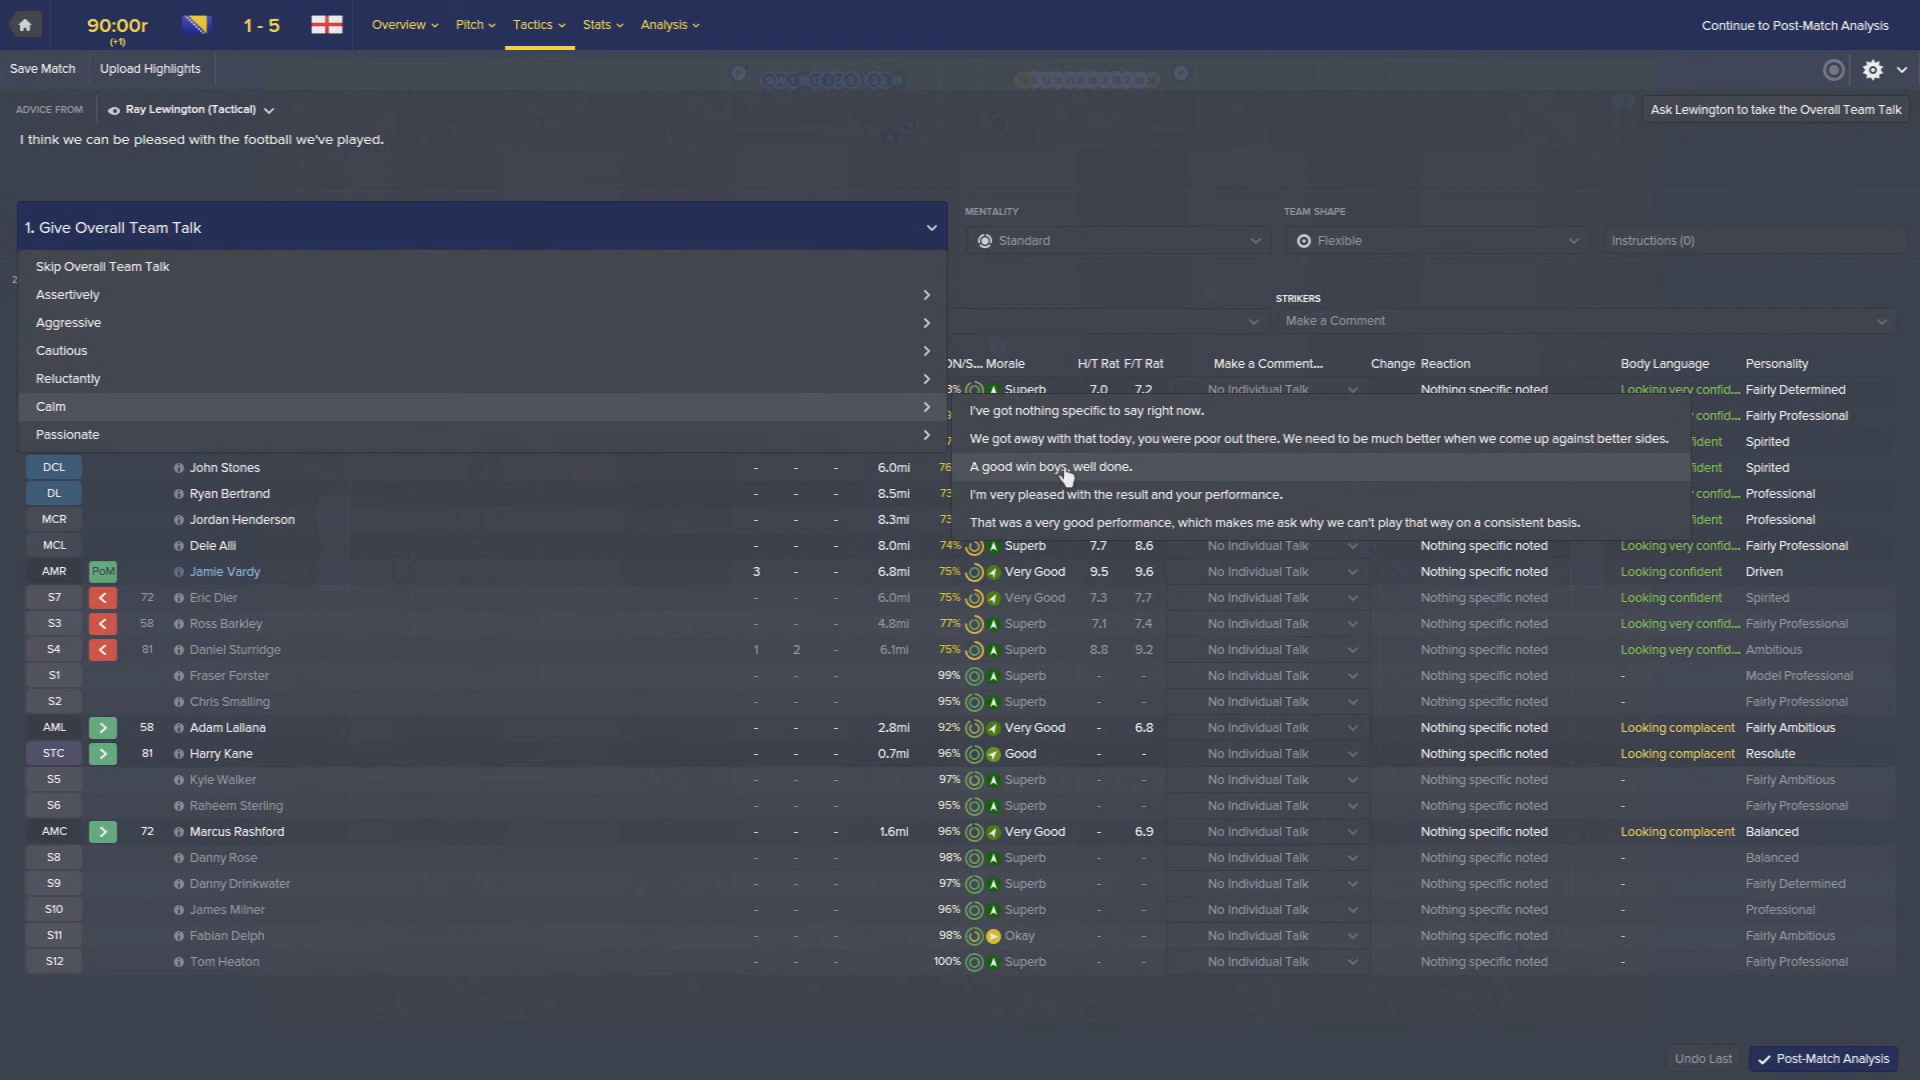 90:00r
(+1)
1 - 5
Overview
Pitch
Tactics
Stats
Analysis
Continue to Post-Match Analysis
Save Match
Upload Highlights
ADVICE FROM
Ray Lewington (Tactical)
Ask Lewington to take the Overall Team Talk
I think we can be pleased with the football we've played.
1. Give Overall Team Talk
MENTALITY
TEAM SHAPE
Standard
Flexible
Instructions (0)
Skip Overall Team Talk
2
Assertively
STRIKERS
Aggressive
Make a Comment
Cautious
ON/S... Morale H/T Rat F/T Rat Make a Comment... Change Reaction Body Language Personality
Reluctantly
3% Superb 7.0 7.2 No Individual Talk Nothing specific noted Looking very confid... Fairly Determined
Calm
I've got nothing specific to say right now.
confid... Fairly Professional
Passionate
We got away with that today, you were poor out there. We need to be much better when we come up against better sides.
ident Spirited
DCL John Stones - - - 6.0mi 76
A good win boys, well done.
ident Spirited
DL Ryan Bertrand - - - 8.5mi 73
I'm very pleased with the result and your performance.
confid... Professional
MCR Jordan Henderson - - - 8.3mi 73
That was a very good performance, which makes me ask why we can't play that way on a consistent basis.
ident Professional
MCL Dele Alli - - - 8.0mi 74% Superb 7.7 8.6 No Individual Talk Nothing specific noted Looking very confid... Fairly Professional
AMR PoM Jamie Vardy 3 - - 6.8mi 75% Very Good 9.5 9.6 No Individual Talk Nothing specific noted Looking confident Driven
S7 72 Eric Dier - - - 6.0mi 75% Very Good 7.3 7.7 No Individual Talk Nothing specific noted Looking confident Spirited
S3 58 Ross Barkley - - - 4.8mi 77% Superb 7.1 7.4 No Individual Talk Nothing specific noted Looking very confid... Fairly Professional
S4 81 Daniel Sturridge 1 2 - 6.1mi 75% Superb 8.8 9.2 No Individual Talk Nothing specific noted Looking very confid... Ambitious
S1 Fraser Forster - - - 99% Superb - - No Individual Talk Nothing specific noted - Model Professional
S2 Chris Smalling - - - 95% Superb - - No Individual Talk Nothing specific noted - Fairly Professional
AML 58 Adam Lallana - - - 2.8mi 92% Very Good - 6.8 No Individual Talk Nothing specific noted Looking complacent Fairly Ambitious
STC 81 Harry Kane - - - 0.7mi 96% Good - - No Individual Talk Nothing specific noted Looking complacent Resolute
S5 Kyle Walker - - - 97% Superb - - No Individual Talk Nothing specific noted - Fairly Ambitious
S6 Raheem Sterling - - - 95% Superb - - No Individual Talk Nothing specific noted - Fairly Professional
AMC 72 Marcus Rashford - - - 1.6mi 96% Very Good - 6.9 No Individual Talk Nothing specific noted Looking complacent Balanced
S8 Danny Rose - - - 98% Superb - - No Individual Talk Nothing specific noted - Balanced
S9 Danny Drinkwater - - - 97% Superb - - No Individual Talk Nothing specific noted - Fairly Determined
S10 James Milner - - - 96% Superb - - No Individual Talk Nothing specific noted - Professional
S11 Fabian Delph - - - 98% Okay - - No Individual Talk Nothing specific noted - Fairly Ambitious
S12 Tom Heaton - - - 100% Superb - - No Individual Talk Nothing specific noted - Fairly Professional
Undo Last
Post-Match Analysis